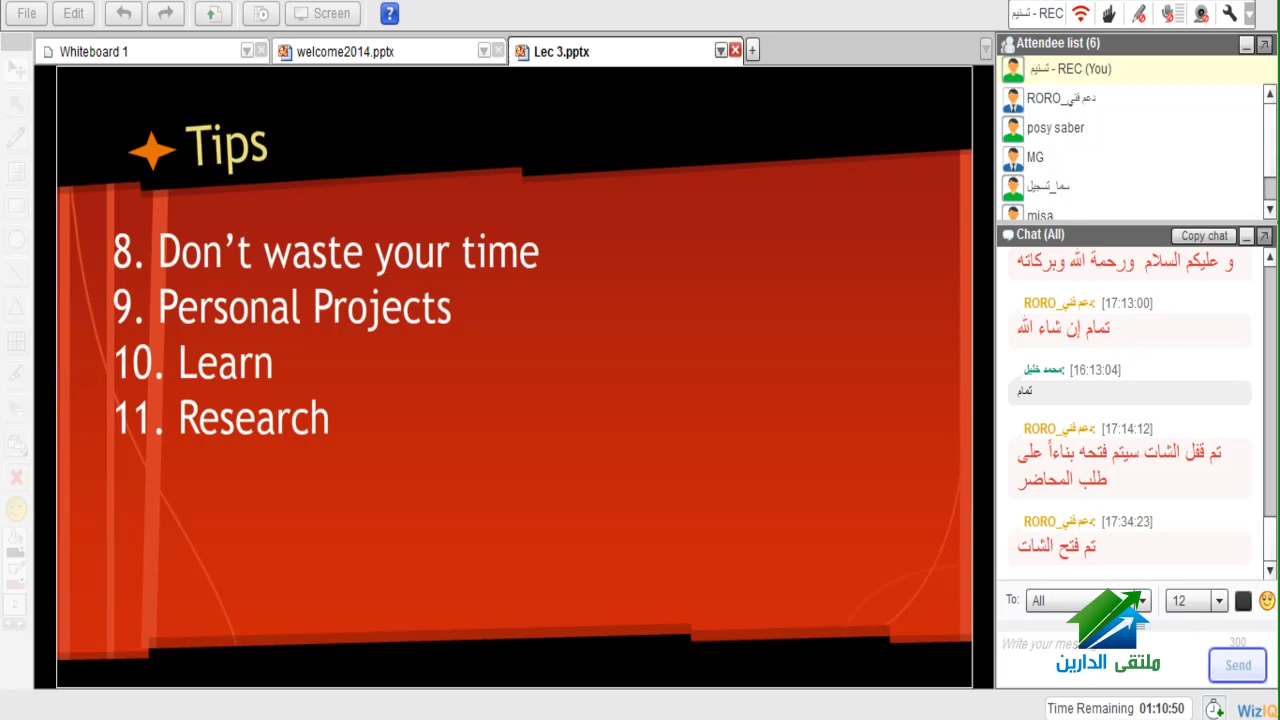 File
Edit
Screen
?
تسنيم - REC
Whiteboard 1
welcome2014.pptx
Lec 3.pptx
Tips
8. Don't waste your time
9. Personal Projects
10. Learn
11. Research
2
Attendee list (6)
تسنيم - REC (You)
RORO_دعم فني
posy saber
MG
سما_تسجيل
misa
Chat (All)
Copy chat
و عليكم السلام ورحمة الله وبركاته
RORO_دعم فني: [17:13:00]
تمام إن شاء الله
محمد خليل: [16:13:04]
تمام
RORO_دعم فني: [17:14:12]
تم قفل الشات سيتم فتحه بناءاً على
طلب المحاضر
RORO_دعم فني: [17:34:23]
تم فتح الشات
To:
All
12
Write your mes
300
Send
ملتقى الدارين
Time Remaining 01:10:50
WizIQ